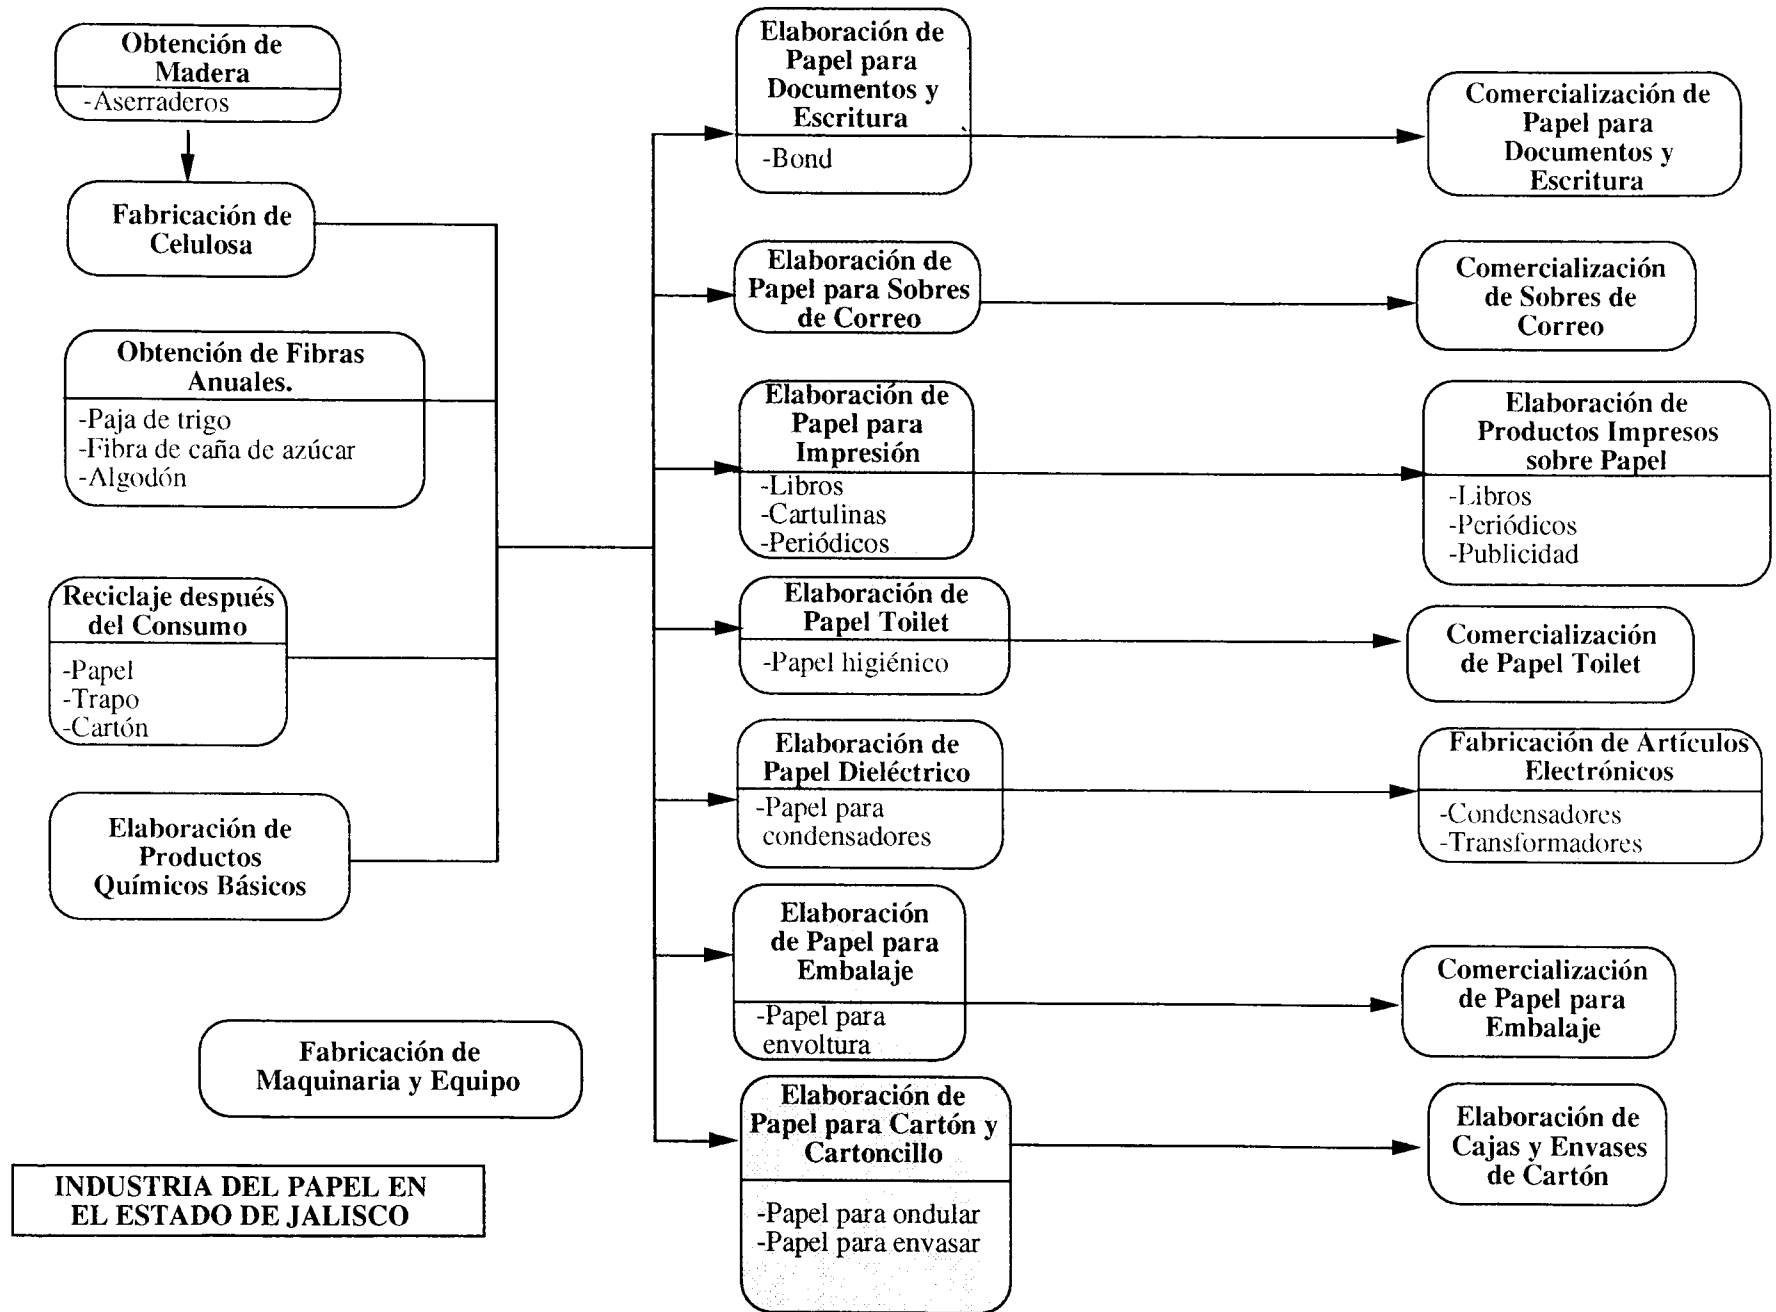 Obtención de
Madera
-Aserraderos
Fabricación de
Celulosa
Obtención de Fibras
Anuales.
-Paja de trigo
-Fibra de caña de azúcar
-Algodón
Reciclaje después
del Consumo
-Papel
-Trapo
-Cartón
Elaboración de
Productos
Químicos Básicos
Fabricación de
Maquinaria y Equipo
INDUSTRIA DEL PAPEL EN
EL ESTADO DE JALISCO
Elaboración de
Papel para
Documentos y
Escritura
-Bond
Elaboración de
Papel para Sobres
de Correo
Elaboración de
Papel para
Impresión
-Libros
-Cartulinas
-Periódicos
Elaboración de
Papel Toilet
-Papel higiénico
Elaboración de
Papel Dieléctrico
-Papel para
condensadores
Elaboración
de Papel para
Embalaje
-Papel para
envoltura
Elaboración de
Papel para Cartón y
Cartoncillo
-Papel para ondular
-Papel para envasar
Comercialización de
Papel para
Documentos y
Escritura
Comercialización
de Sobres de
Correo
Elaboración de
Productos Impresos
sobre Papel
-Libros
-Periódicos
-Publicidad
Comercialización
de Papel Toilet
Fabricación de Artículos
Electrónicos
-Condensadores
-Transformadores
Comercialización
de Papel para
Embalaje
Elaboración de
Cajas y Envases
de Cartón